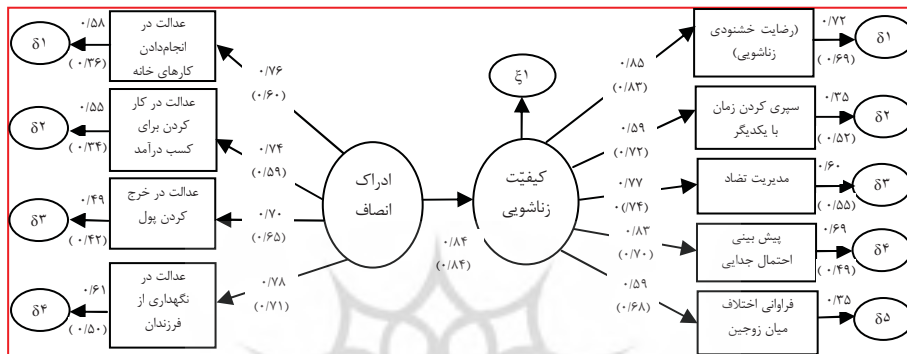 ۰/۵۸
δ۱
(۰/۳۶)
عدالت در
انجام‌دادن
کارهای خانه
۰/۷۶
(۰/۶۰)
۰/۵۵
δ۲
(۰/۳۴)
عدالت در کار
کردن برای
کسب درآمد
۰/۷۴
(۰/۵۹)
۰/۴۹
δ۳
(۰/۴۲)
عدالت در خرج
کردن پول
۰/۷۰
(۰/۶۵)
۰/۶۱
δ۴
(۰/۵۰)
عدالت در
نگهداری از
فرزندان
۰/۷۸
(۰/۷۱)
ادراک
انصاف
۰/۸۴
(۰/۸۴)
ξ۱
کیفیّت
زناشویی
۰/۸۵
(۰/۸۳)
(رضایت خشنودی
زناشویی)
۰/۷۲
(۰/۶۹)
δ۱
۰/۵۹
(۰/۷۲)
سپری کردن زمان
با یکدیگر
۰/۳۵
(۰/۵۲)
δ۲
۰/۷۷
(۰/۷۴)
مدیریت تضاد
۰/۶۰
(۰/۵۵)
δ۳
۰/۸۳
(۰/۷۰)
پیش بینی
احتمال جدایی
۰/۶۹
(۰/۴۹)
δ۴
۰/۵۹
(۰/۶۸)
فراوانی اختلاف
میان زوجین
۰/۳۵
δ۵